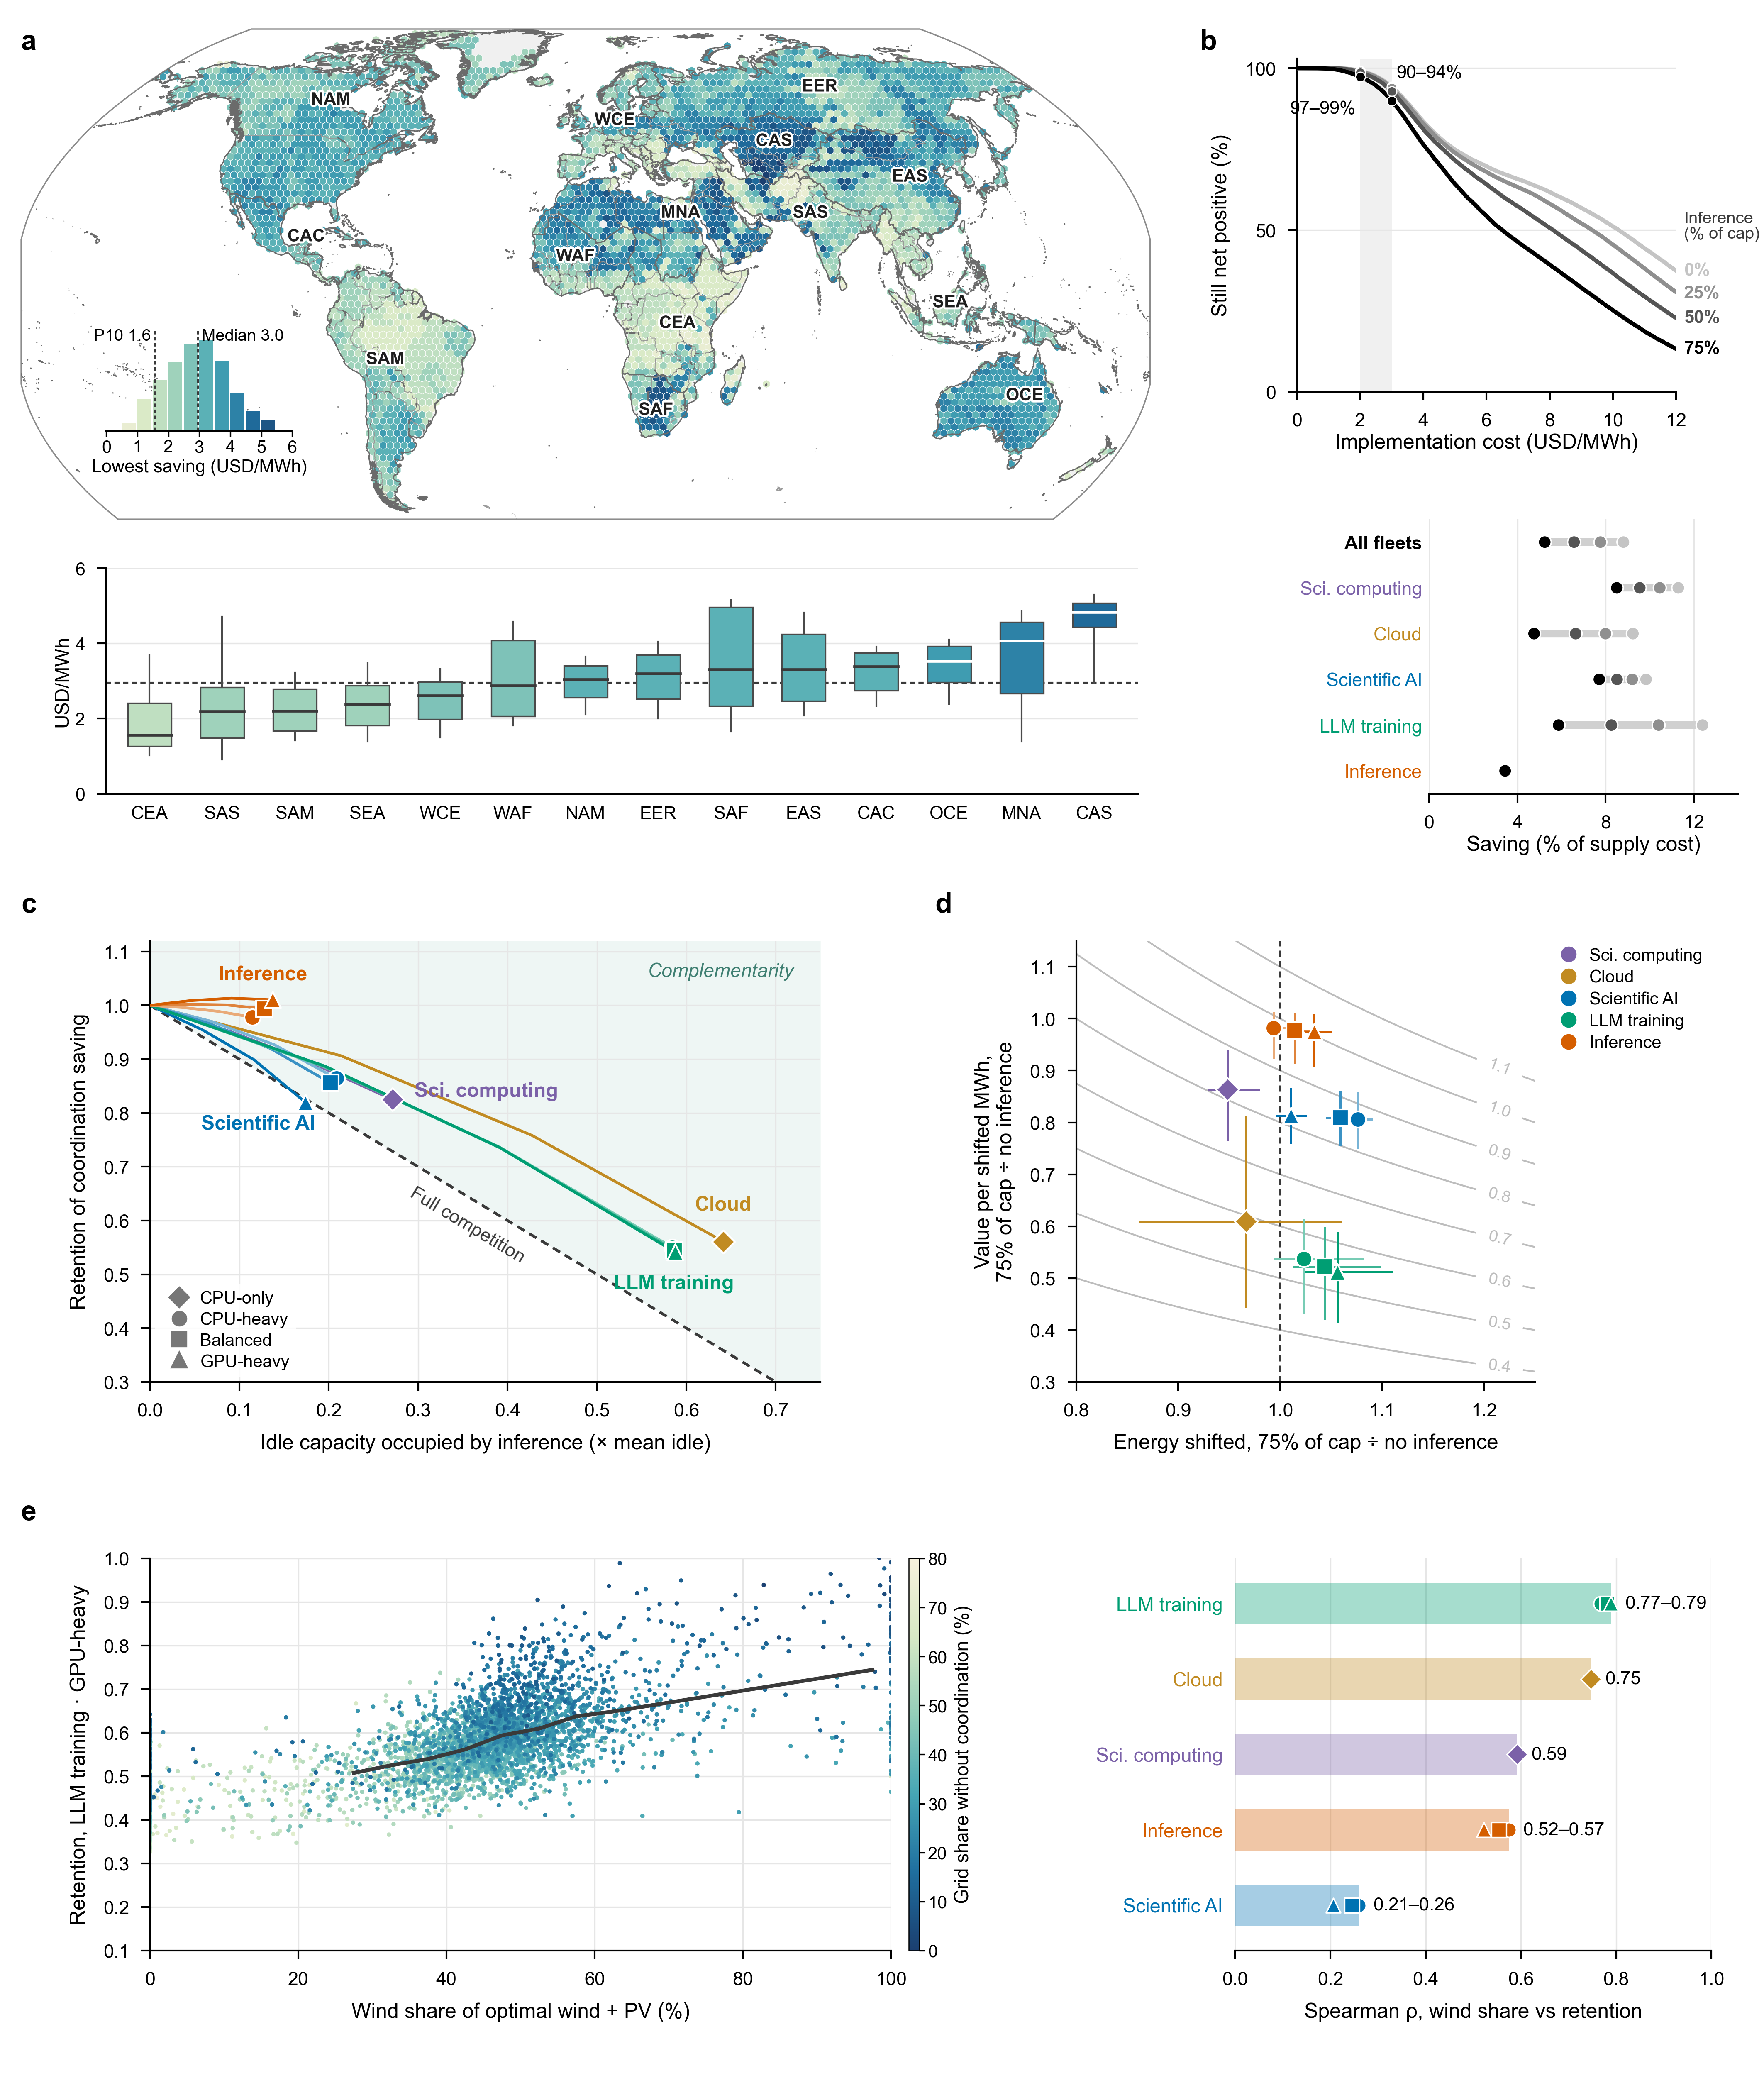 a
NAM
WCE
EER
CAS
EAS
MNA
SAS
CAC
WAF
SEA
CEA
SAM
SAF
OCE
P10 1.6
Median 3.0
0 1 2 3 4 5 6
Lowest saving (USD/MWh)
USD/MWh
6
4
2
0
CEA SAS SAM SEA WCE WAF NAM EER SAF EAS CAC OCE MNA CAS
b
Still net positive (%)
100
50
0
90–94%
97–99%
Inference
(% of cap)
0%
25%
50%
75%
0 2 4 6 8 10 12
Implementation cost (USD/MWh)
All fleets
Sci. computing
Cloud
Scientific AI
LLM training
Inference
0 4 8 12
Saving (% of supply cost)
c
Retention of coordination saving
1.1
1.0
0.9
0.8
0.7
0.6
0.5
0.4
0.3
Inference
Complementarity
Sci. computing
Scientific AI
Full competition
Cloud
LLM training
CPU-only
CPU-heavy
Balanced
GPU-heavy
0.0 0.1 0.2 0.3 0.4 0.5 0.6 0.7
Idle capacity occupied by inference (× mean idle)
d
Value per shifted MWh,
75% of cap ÷ no inference
1.1
1.0
0.9
0.8
0.7
0.6
0.5
0.4
0.3
1.1
1.0
0.9
0.8
0.7
0.6
0.5
0.4
0.8 0.9 1.0 1.1 1.2
Energy shifted, 75% of cap ÷ no inference
Sci. computing
Cloud
Scientific AI
LLM training
Inference
e
Retention, LLM training · GPU-heavy
1.0
0.9
0.8
0.7
0.6
0.5
0.4
0.3
0.2
0.1
0 20 40 60 80 100
Wind share of optimal wind + PV (%)
80
70
60
50
40
30
20
10
0
Grid share without coordination (%)
LLM training 0.77–0.79
Cloud 0.75
Sci. computing 0.59
Inference 0.52–0.57
Scientific AI 0.21–0.26
0.0 0.2 0.4 0.6 0.8 1.0
Spearman ρ, wind share vs retention